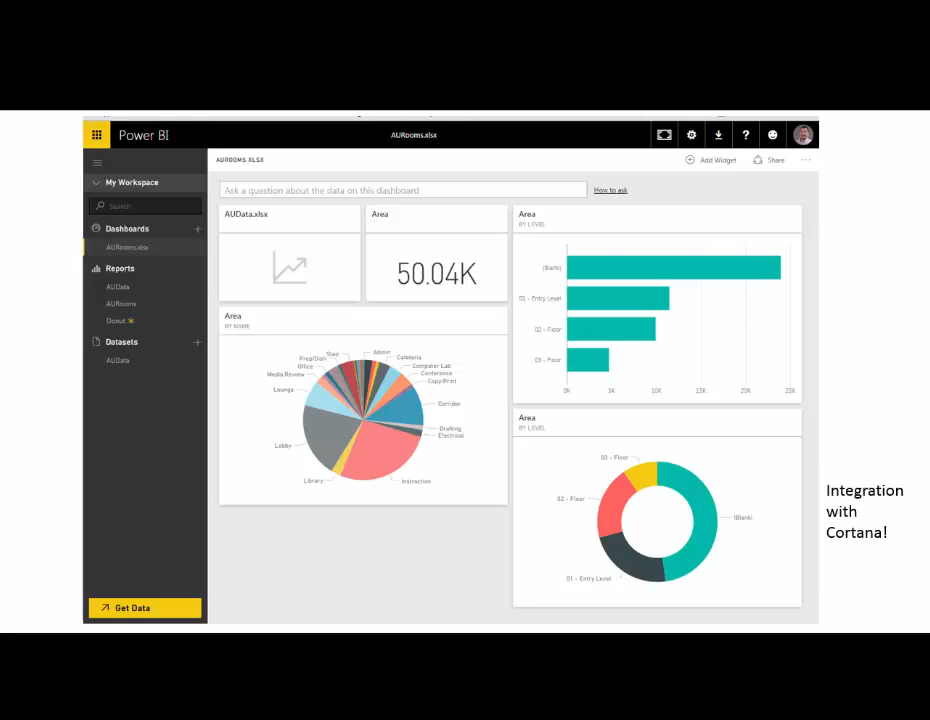 Power BI
AURooms.xlsx
AUROOMS.XLSX
Add Widget
Share
My Workspace
Search
Dashboards
AURooms.xlsx
Reports
AUData
AURooms
Donut
Datasets
AUData
Get Data
Ask a question about the data on this dashboard
How to ask
AUData.xlsx
Area
50.04K
Area
BY LEVEL
(Blank)
01 - Entry Level
02 - Floor
03 - Floor
0K 5K 10K 15K 20K 25K
Area
BY NAME
Admin
Cafeteria
Computer Lab
Conference
Copy/Print
Corridor
Drafting
Electrical
Instruction
Library
Lobby
Lounge
Media Review
Office
Prep/Dish
Stair
Area
BY LEVEL
03 - Floor
02 - Floor
(Blank)
01 - Entry Level
Integration
with
Cortana!